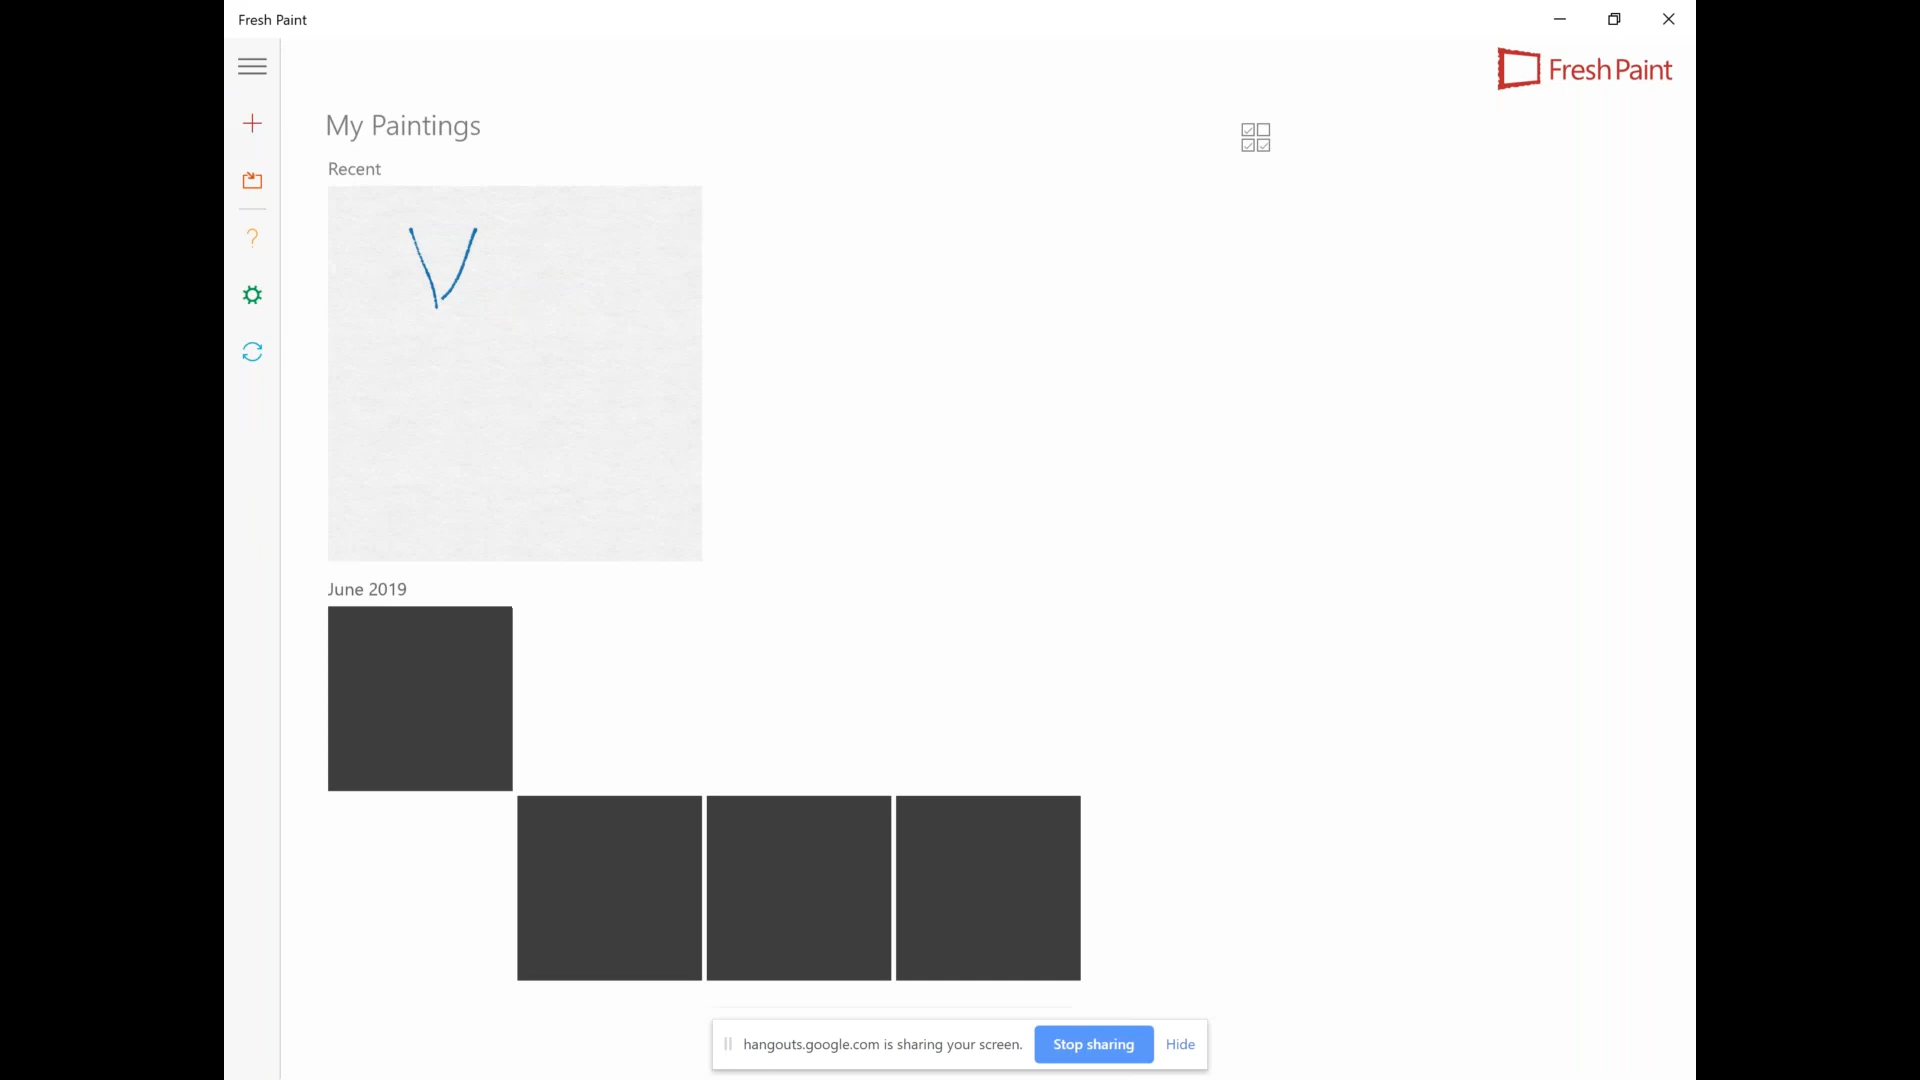 Fresh Paint
Fresh Paint
My Paintings
Recent
V
June 2019
hangouts.google.com is sharing your screen. Stop sharing Hide